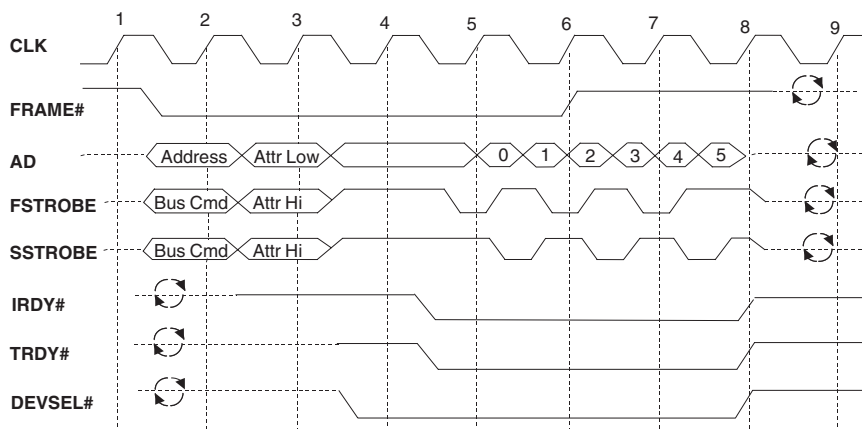 1 2 3 4 5 6 7 8 9
CLK
FRAME#
AD Address Attr Low 0 1 2 3 4 5
FSTROBE Bus Cmd Attr Hi
SSTROBE Bus Cmd Attr Hi
IRDY#
TRDY#
DEVSEL#